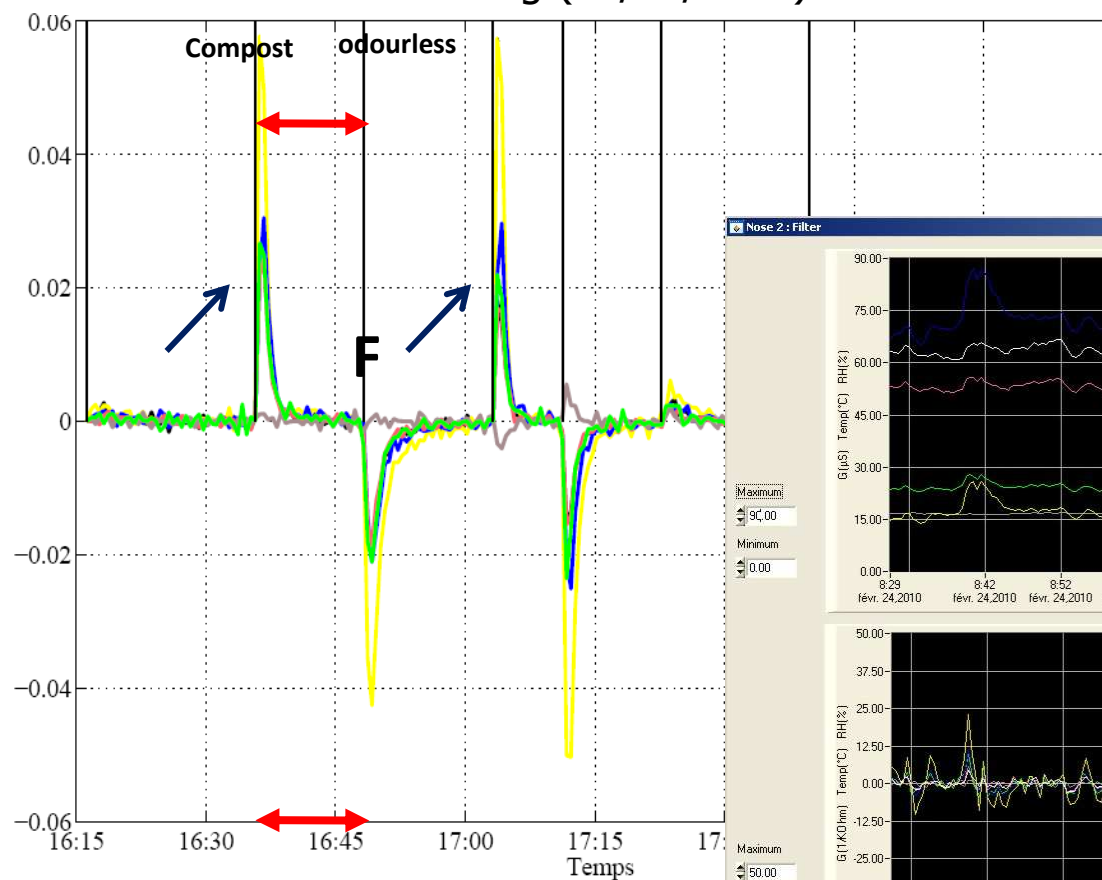 0.06
Compost odourless
0.04
0.02
F
0
−0.02
−0.04
−0.06
16:15 16:30 16:45 17:00 17:15
Temps
Nose 2 : Filter
90.00
75.00
60.00
45.00
30.00
15.00
0.00
G(µS) Temp(°C) RH(%)
Maximum
90.00
Minimum
0.00
8:29 8:42 8:52
févr. 24,2010 févr. 24,2010 févr. 24,2010
50.00
37.50
25.00
12.50
0.00
-12.50
-25.00
G(1/KOhm) Temp(°C) RH(%)
Maximum
50.00